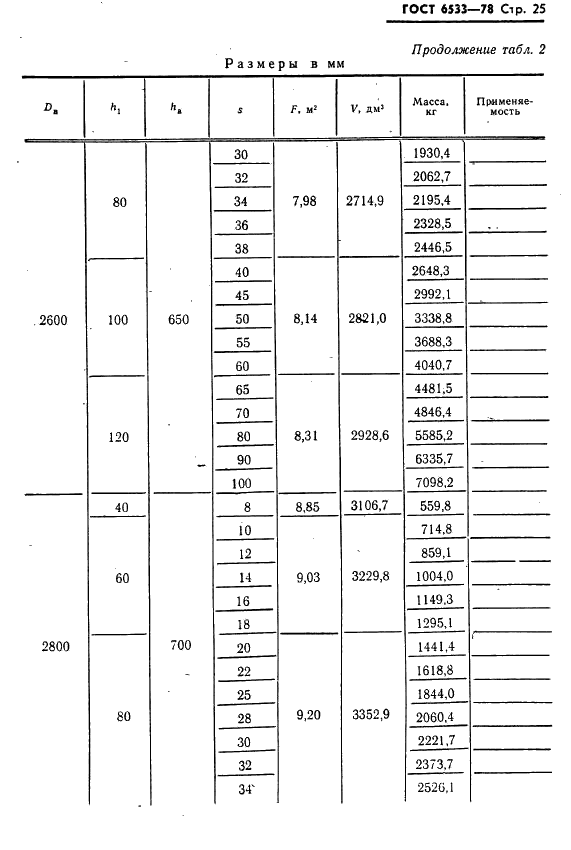 ГОСТ 6533—78 Стр. 25
Продолжение табл. 2
Размеры в мм
Dв h1 hв s F, м² V, дм³ Масса, кг Применяемость
2600 80 650 30 7,98 2714,9 1930,4
32 2062,7
34 2195,4
36 2328,5
38 2446,5
100 40 8,14 2821,0 2648,3
45 2992,1
50 3338,8
55 3688,3
60 4040,7
120 65 8,31 2928,6 4481,5
70 4846,4
80 5585,2
90 6335,7
100 7098,2
2800 40 700 8 8,85 3106,7 559,8
60 10 9,03 3229,8 714,8
12 859,1
14 1004,0
16 1149,3
18 1295,1
80 20 9,20 3352,9 1441,4
22 1618,8
25 1844,0
28 2060,4
30 2221,7
32 2373,7
34 2526,1